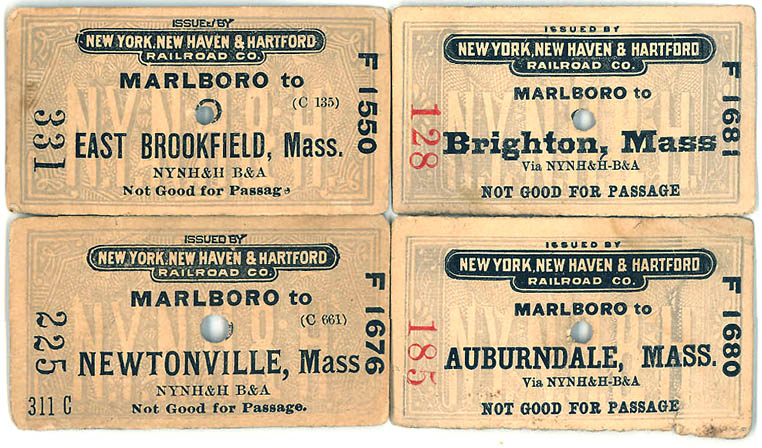 ISSUED BY
NEW YORK, NEW HAVEN & HARTFORD
RAILROAD CO.
MARLBORO to
(C 135)
EAST BROOKFIELD, Mass.
NYNH&H B&A
Not Good for Passage
331
F 1550
ISSUED BY
NEW YORK, NEW HAVEN & HARTFORD
RAILROAD CO.
MARLBORO to
Brighton, Mass
Via NYNH&H-B&A
NOT GOOD FOR PASSAGE
128
F 1681
ISSUED BY
NEW YORK, NEW HAVEN & HARTFORD
RAILROAD CO.
MARLBORO to
(C 661)
NEWTONVILLE, Mass
NYNH&H B&A
311 C
Not Good for Passage.
225
F 1676
ISSUED BY
NEW YORK, NEW HAVEN & HARTFORD
RAILROAD CO.
MARLBORO to
AUBURNDALE, MASS.
Via NYNH&H-B&A
NOT GOOD FOR PASSAGE
185
F 1680